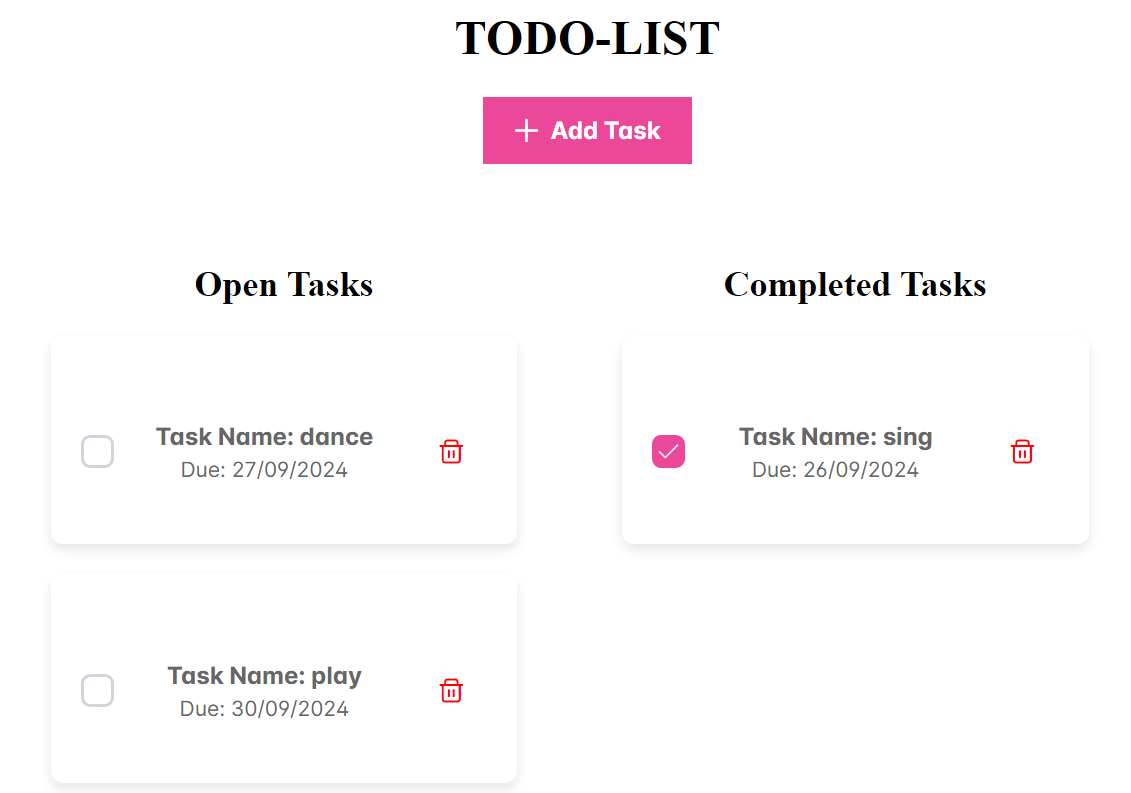 TODO-LIST
Add Task
Open Tasks
Task Name: dance
Due: 27/09/2024
Task Name: play
Due: 30/09/2024
Completed Tasks
Task Name: sing
Due: 26/09/2024